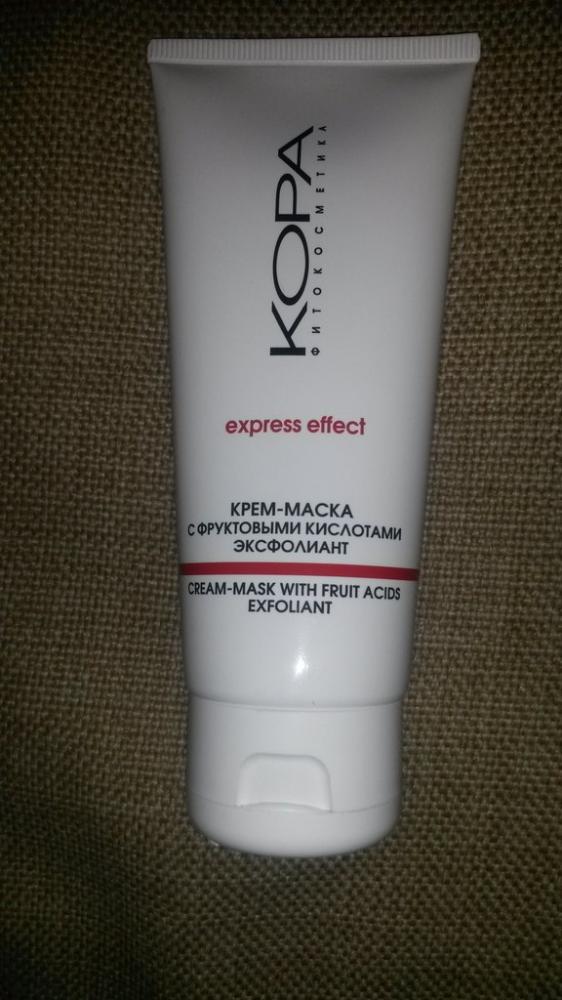 КОРА
ФИТОКОСМЕТИКА
express effect
КРЕМ-МАСКА
С ФРУКТОВЫМИ КИСЛОТАМИ
ЭКСФОЛИАНТ
CREAM-MASK WITH FRUIT ACIDS
EXFOLIANT